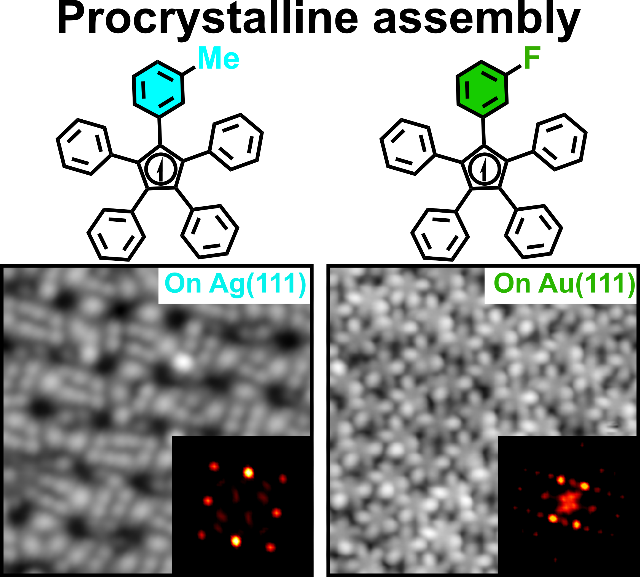 Procrystalline assembly
Me
F
On Ag(111)
On Au(111)